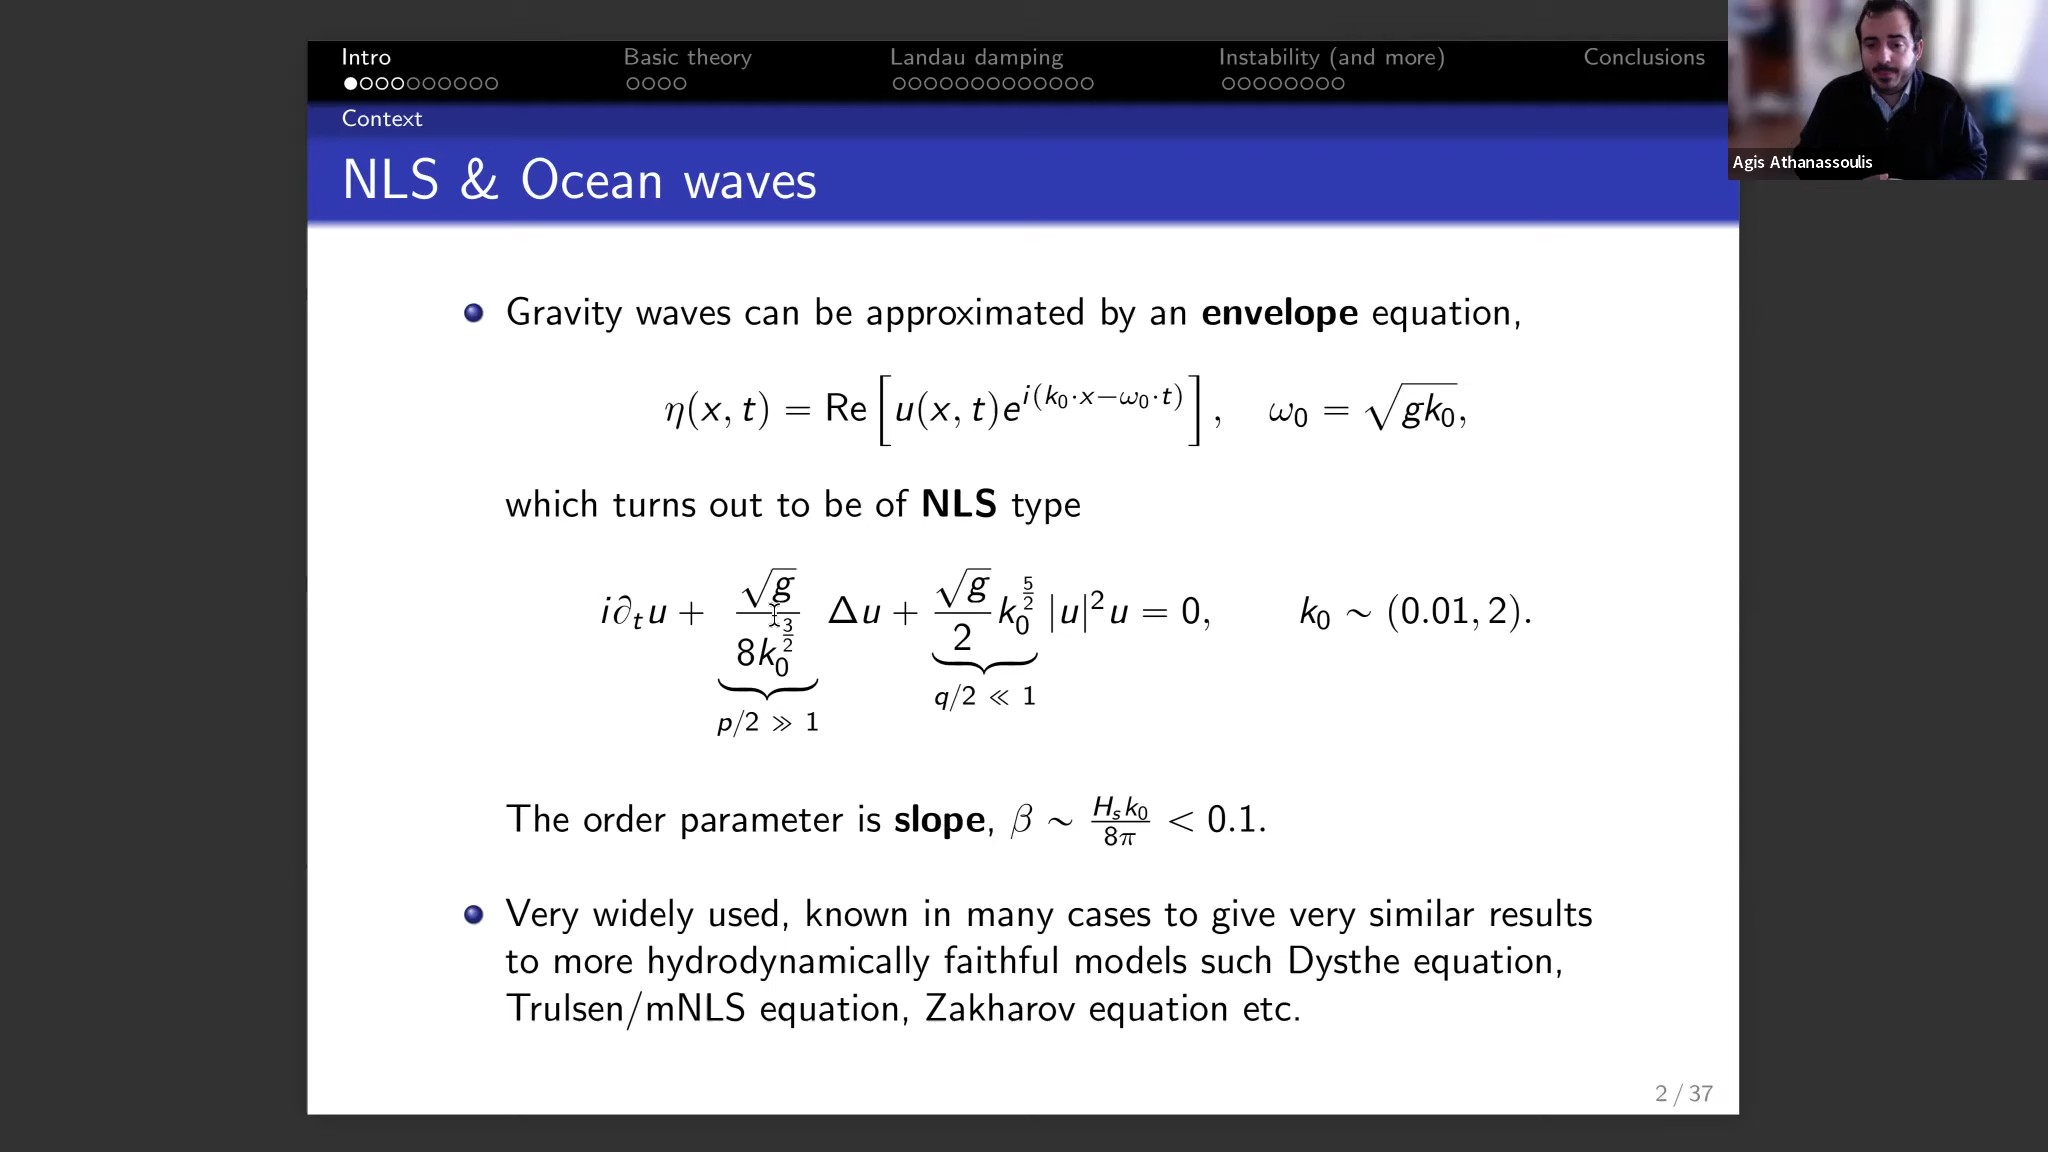 Intro Basic theory Landau damping Instability (and more) Conclusions
Context
NLS & Ocean waves
Agis Athanassoulis
Gravity waves can be approximated by an envelope equation,
η(x, t) = Re[u(x, t)e^{i(k₀·x−ω₀·t)}], ω₀ = √gk₀,
which turns out to be of NLS type
i∂ₜu + √g / 8k₀^{3/2} Δu + √g / 2 k₀^{5/2} |u|²u = 0, k₀ ∼ (0.01, 2).
p/2 ≫ 1 q/2 ≪ 1
The order parameter is slope, β ∼ Hₛk₀ / 8π < 0.1.
Very widely used, known in many cases to give very similar results
to more hydrodynamically faithful models such Dysthe equation,
Trulsen/mNLS equation, Zakharov equation etc.
2 / 37